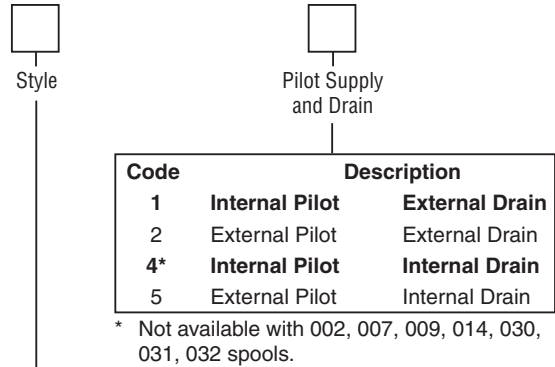 Style
Pilot Supply
and Drain
Code Description
1 Internal Pilot External Drain
2 External Pilot External Drain
4* Internal Pilot Internal Drain
5 External Pilot Internal Drain
* Not available with 002, 007, 009, 014, 030,
031, 032 spools.